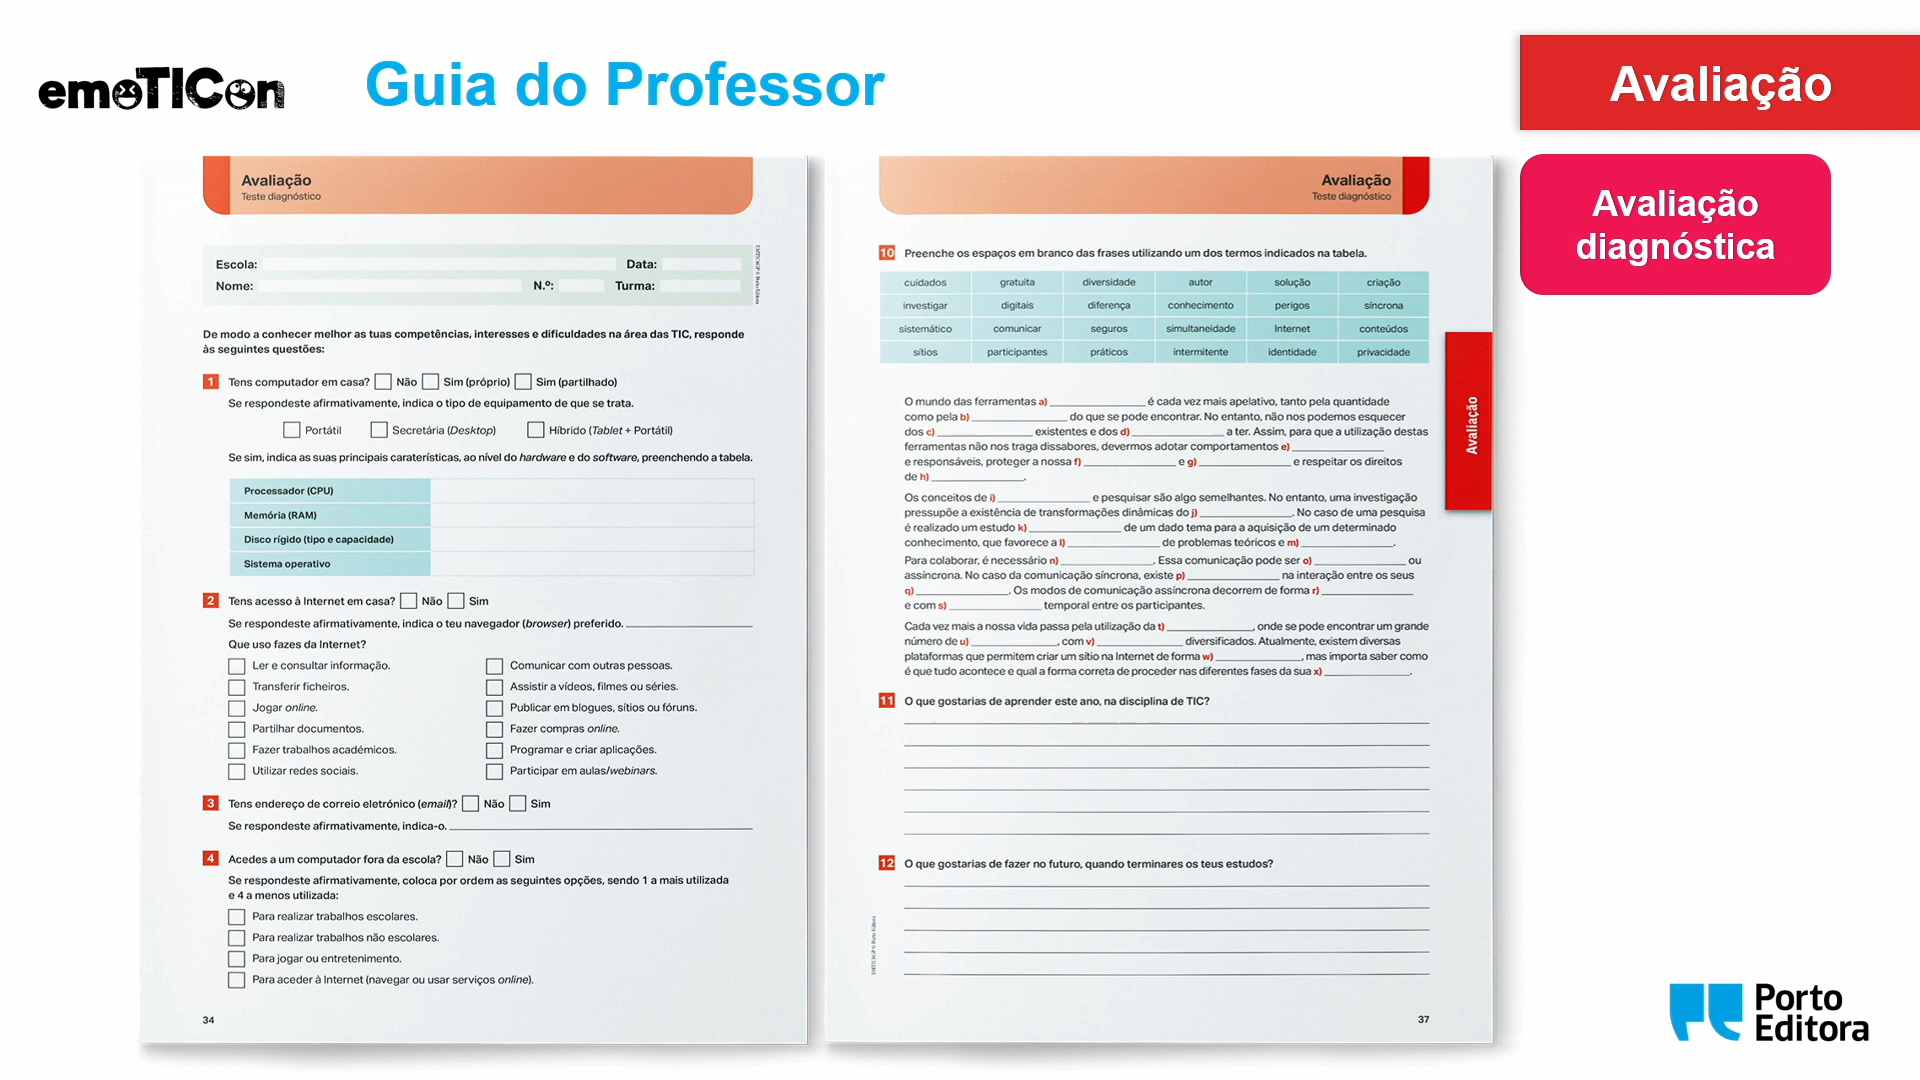 emoTICon
Guia do Professor
Avaliação
Avaliação
diagnóstica
Avaliação
Teste diagnóstico
Escola:
Data:
Nome:
N.º:
Turma:
De modo a conhecer melhor as tuas competências, interesses e dificuldades na área das TIC, responde
às seguintes questões:
1 Tens computador em casa? Não Sim (próprio) Sim (partilhado)
Se respondeste afirmativamente, indica o tipo de equipamento de que se trata.
Portátil Secretária (Desktop) Híbrido (Tablet + Portátil)
Se sim, indica as suas principais caraterísticas, ao nível do hardware e do software, preenchendo a tabela.
Processador (CPU)
Memória (RAM)
Disco rígido (tipo e capacidade)
Sistema operativo
2 Tens acesso à Internet em casa? Não Sim
Se respondeste afirmativamente, indica o teu navegador (browser) preferido.
Que uso fazes da Internet?
Ler e consultar informação.
Transferir ficheiros.
Jogar online.
Partilhar documentos.
Fazer trabalhos académicos.
Utilizar redes sociais.
Comunicar com outras pessoas.
Assistir a vídeos, filmes ou séries.
Publicar em blogues, sítios ou fóruns.
Fazer compras online.
Programar e criar aplicações.
Participar em aulas/webinars.
3 Tens endereço de correio eletrónico (email)? Não Sim
Se respondeste afirmativamente, indica-o.
4 Acedes a um computador fora da escola? Não Sim
Se respondeste afirmativamente, coloca por ordem as seguintes opções, sendo 1 a mais utilizada
e 4 a menos utilizada:
Para realizar trabalhos escolares.
Para realizar trabalhos não escolares.
Para jogar ou entretenimento.
Para aceder à Internet (navegar ou usar serviços online).
34
Avaliação
Teste diagnóstico
10 Preenche os espaços em branco das frases utilizando um dos termos indicados na tabela.
cuidados gratuita diversidade autor solução criação
investigar digitais diferença conhecimento perigos síncrona
sistemático comunicar seguros simultaneidade Internet conteúdos
sítios participantes práticos intermitente identidade privacidade
O mundo das ferramentas a) é cada vez mais apelativo, tanto pela quantidade
como pela b) do que se pode encontrar. No entanto, não nos podemos esquecer
dos c) existentes e dos d) a ter. Assim, para que a utilização destas
ferramentas não nos traga dissabores, devermos adotar comportamentos e)
e responsáveis, proteger a nossa f) e g) e respeitar os direitos
de h) .
Os conceitos de i) e pesquisar são algo semelhantes. No entanto, uma investigação
pressupõe a existência de transformações dinâmicas do j) . No caso de uma pesquisa
é realizado um estudo k) de um dado tema para a aquisição de um determinado
conhecimento, que favorece a l) de problemas teóricos e m) .
Para colaborar, é necessário n) . Essa comunicação pode ser o) ou
assíncrona. No caso da comunicação síncrona, existe p) na interação entre os seus
q) . Os modos de comunicação assíncrona decorrem de forma r)
e com s) temporal entre os participantes.
Cada vez mais a nossa vida passa pela utilização da t) , onde se pode encontrar um grande
número de u) , com v) diversificados. Atualmente, existem diversas
plataformas que permitem criar um sítio na Internet de forma w) , mas importa saber como
é que tudo acontece e qual a forma correta de proceder nas diferentes fases da sua x) .
11 O que gostarias de aprender este ano, na disciplina de TIC?
12 O que gostarias de fazer no futuro, quando terminares os teus estudos?
Avaliação
37
Porto
Editora